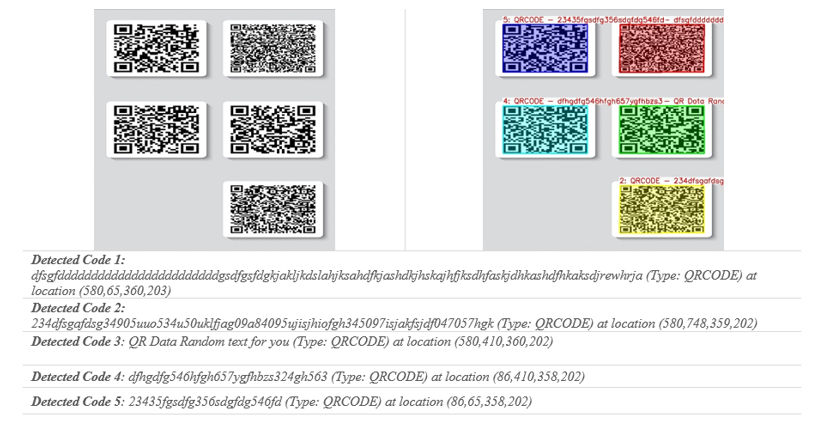 5: QRCODE - 23435fgsdfg356sdgfdg546fd- dfsgfddddddd
4: QRCODE - dfhgdfg546hfgh657ygfhbzs3- QR Data Ran
2: QRCODE - 234dfsgafdsg
Detected Code 1:
dfsgfdddddddddddddddddddddddddgsdfgsfdgkjakljkdslahjksahdfkjashdkjhskajhfjksdhfaskjdhkashdfhkaksdjrewhrja (Type: QRCODE) at
location (580,65,360,203)
Detected Code 2:
234dfsgafdsg34905uuo534u50uklfjag09a84095ujisjhiofgh345097isjakfsjdf047057hgk (Type: QRCODE) at location (580,748,359,202)
Detected Code 3: QR Data Random text for you (Type: QRCODE) at location (580,410,360,202)
Detected Code 4: dfhgdfg546hfgh657ygfhbzs324gh563 (Type: QRCODE) at location (86,410,358,202)
Detected Code 5: 23435fgsdfg356sdgfdg546fd (Type: QRCODE) at location (86,65,358,202)